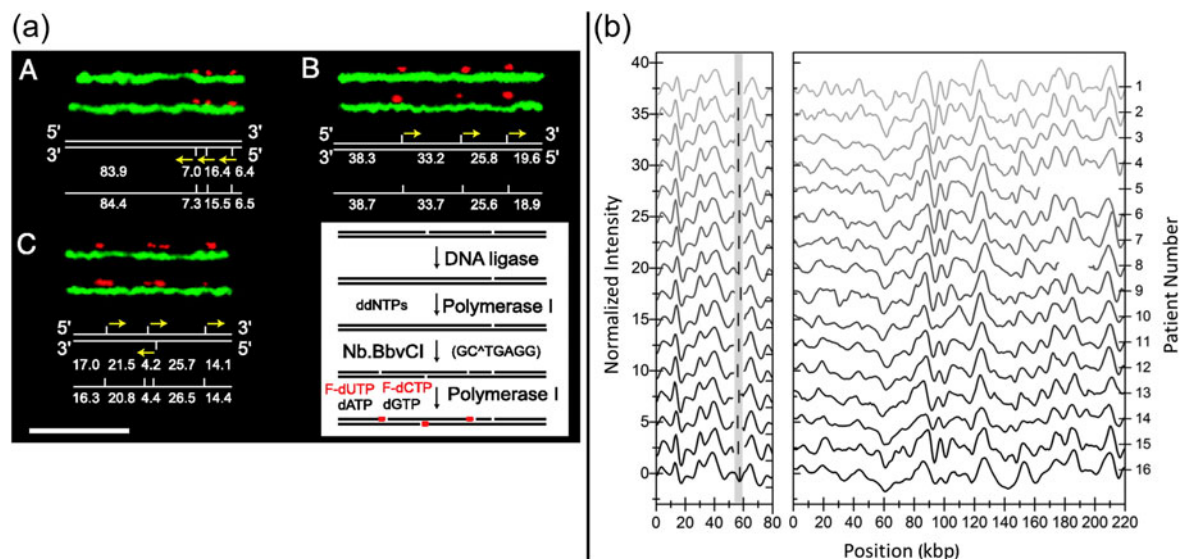 (a)
A
5' 3'
3' 5'
83.9 7.0 16.4 6.4
84.4 7.3 15.5 6.5
B
5' 3'
3' 5'
38.3 33.2 25.8 19.6
38.7 33.7 25.6 18.9
C
5' 3'
3' 5'
17.0 21.5 4.2 25.7 14.1
16.3 20.8 4.4 26.5 14.4
DNA ligase
ddNTPs Polymerase I
Nb.BbvCI (GC^TGAGG)
F-dUTP F-dCTP
dATP dGTP Polymerase I
(b)
Normalized Intensity
40
35
30
25
20
15
10
5
0
0 20 40 60 80
0 20 40 60 80 100 120 140 160 180 200 220
Position (kbp)
1
2
3
4
5
6
7
8
9
10
11
12
13
14
15
16
Patient Number